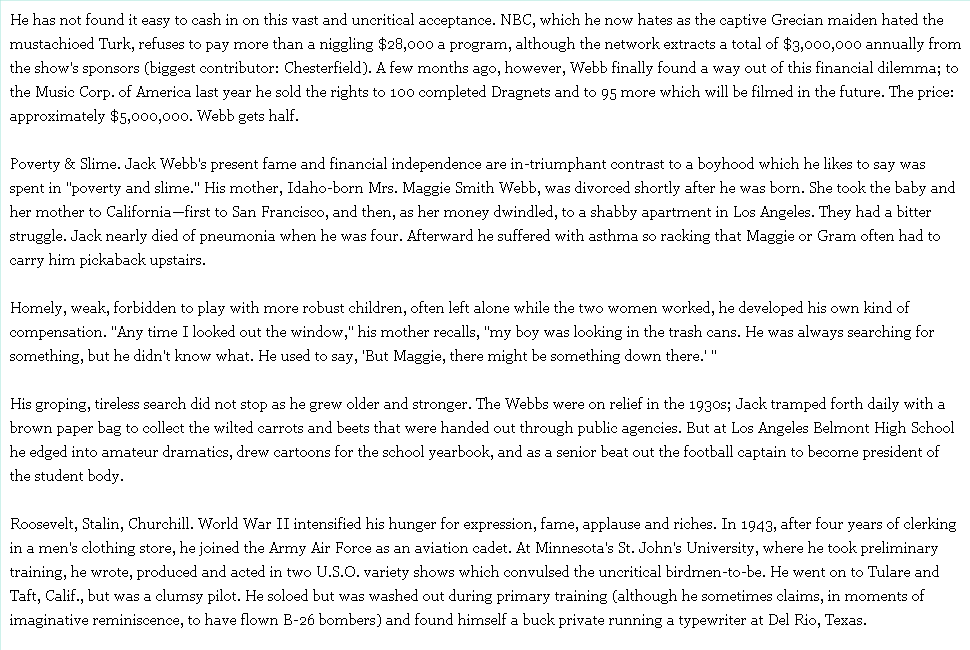 He has not found it easy to cash in on this vast and uncritical acceptance. NBC, which he now hates as the captive Grecian maiden hated the
mustachioed Turk, refuses to pay more than a niggling $28,000 a program, although the network extracts a total of $3,000,000 annually from
the show's sponsors (biggest contributor: Chesterfield). A few months ago, however, Webb finally found a way out of this financial dilemma; to
the Music Corp. of America last year he sold the rights to 100 completed Dragnets and to 95 more which will be filmed in the future. The price:
approximately $5,000,000. Webb gets half.
Poverty & Slime. Jack Webb's present fame and financial independence are in-triumphant contrast to a boyhood which he likes to say was
spent in "poverty and slime." His mother, Idaho-born Mrs. Maggie Smith Webb, was divorced shortly after he was born. She took the baby and
her mother to California—first to San Francisco, and then, as her money dwindled, to a shabby apartment in Los Angeles. They had a bitter
struggle. Jack nearly died of pneumonia when he was four. Afterward he suffered with asthma so racking that Maggie or Gram often had to
carry him pickaback upstairs.
Homely, weak, forbidden to play with more robust children, often left alone while the two women worked, he developed his own kind of
compensation. "Any time I looked out the window," his mother recalls, "my boy was looking in the trash cans. He was always searching for
something, but he didn't know what. He used to say, 'But Maggie, there might be something down there.' "
His groping, tireless search did not stop as he grew older and stronger. The Webbs were on relief in the 1930s; Jack tramped forth daily with a
brown paper bag to collect the wilted carrots and beets that were handed out through public agencies. But at Los Angeles Belmont High School
he edged into amateur dramatics, drew cartoons for the school yearbook, and as a senior beat out the football captain to become president of
the student body.
Roosevelt, Stalin, Churchill. World War II intensified his hunger for expression, fame, applause and riches. In 1943, after four years of clerking
in a men's clothing store, he joined the Army Air Force as an aviation cadet. At Minnesota's St. John's University, where he took preliminary
training, he wrote, produced and acted in two U.S.O. variety shows which convulsed the uncritical birdmen-to-be. He went on to Tulare and
Taft, Calif., but was a clumsy pilot. He soloed but was washed out during primary training (although he sometimes claims, in moments of
imaginative reminiscence, to have flown B-26 bombers) and found himself a buck private running a typewriter at Del Rio, Texas.